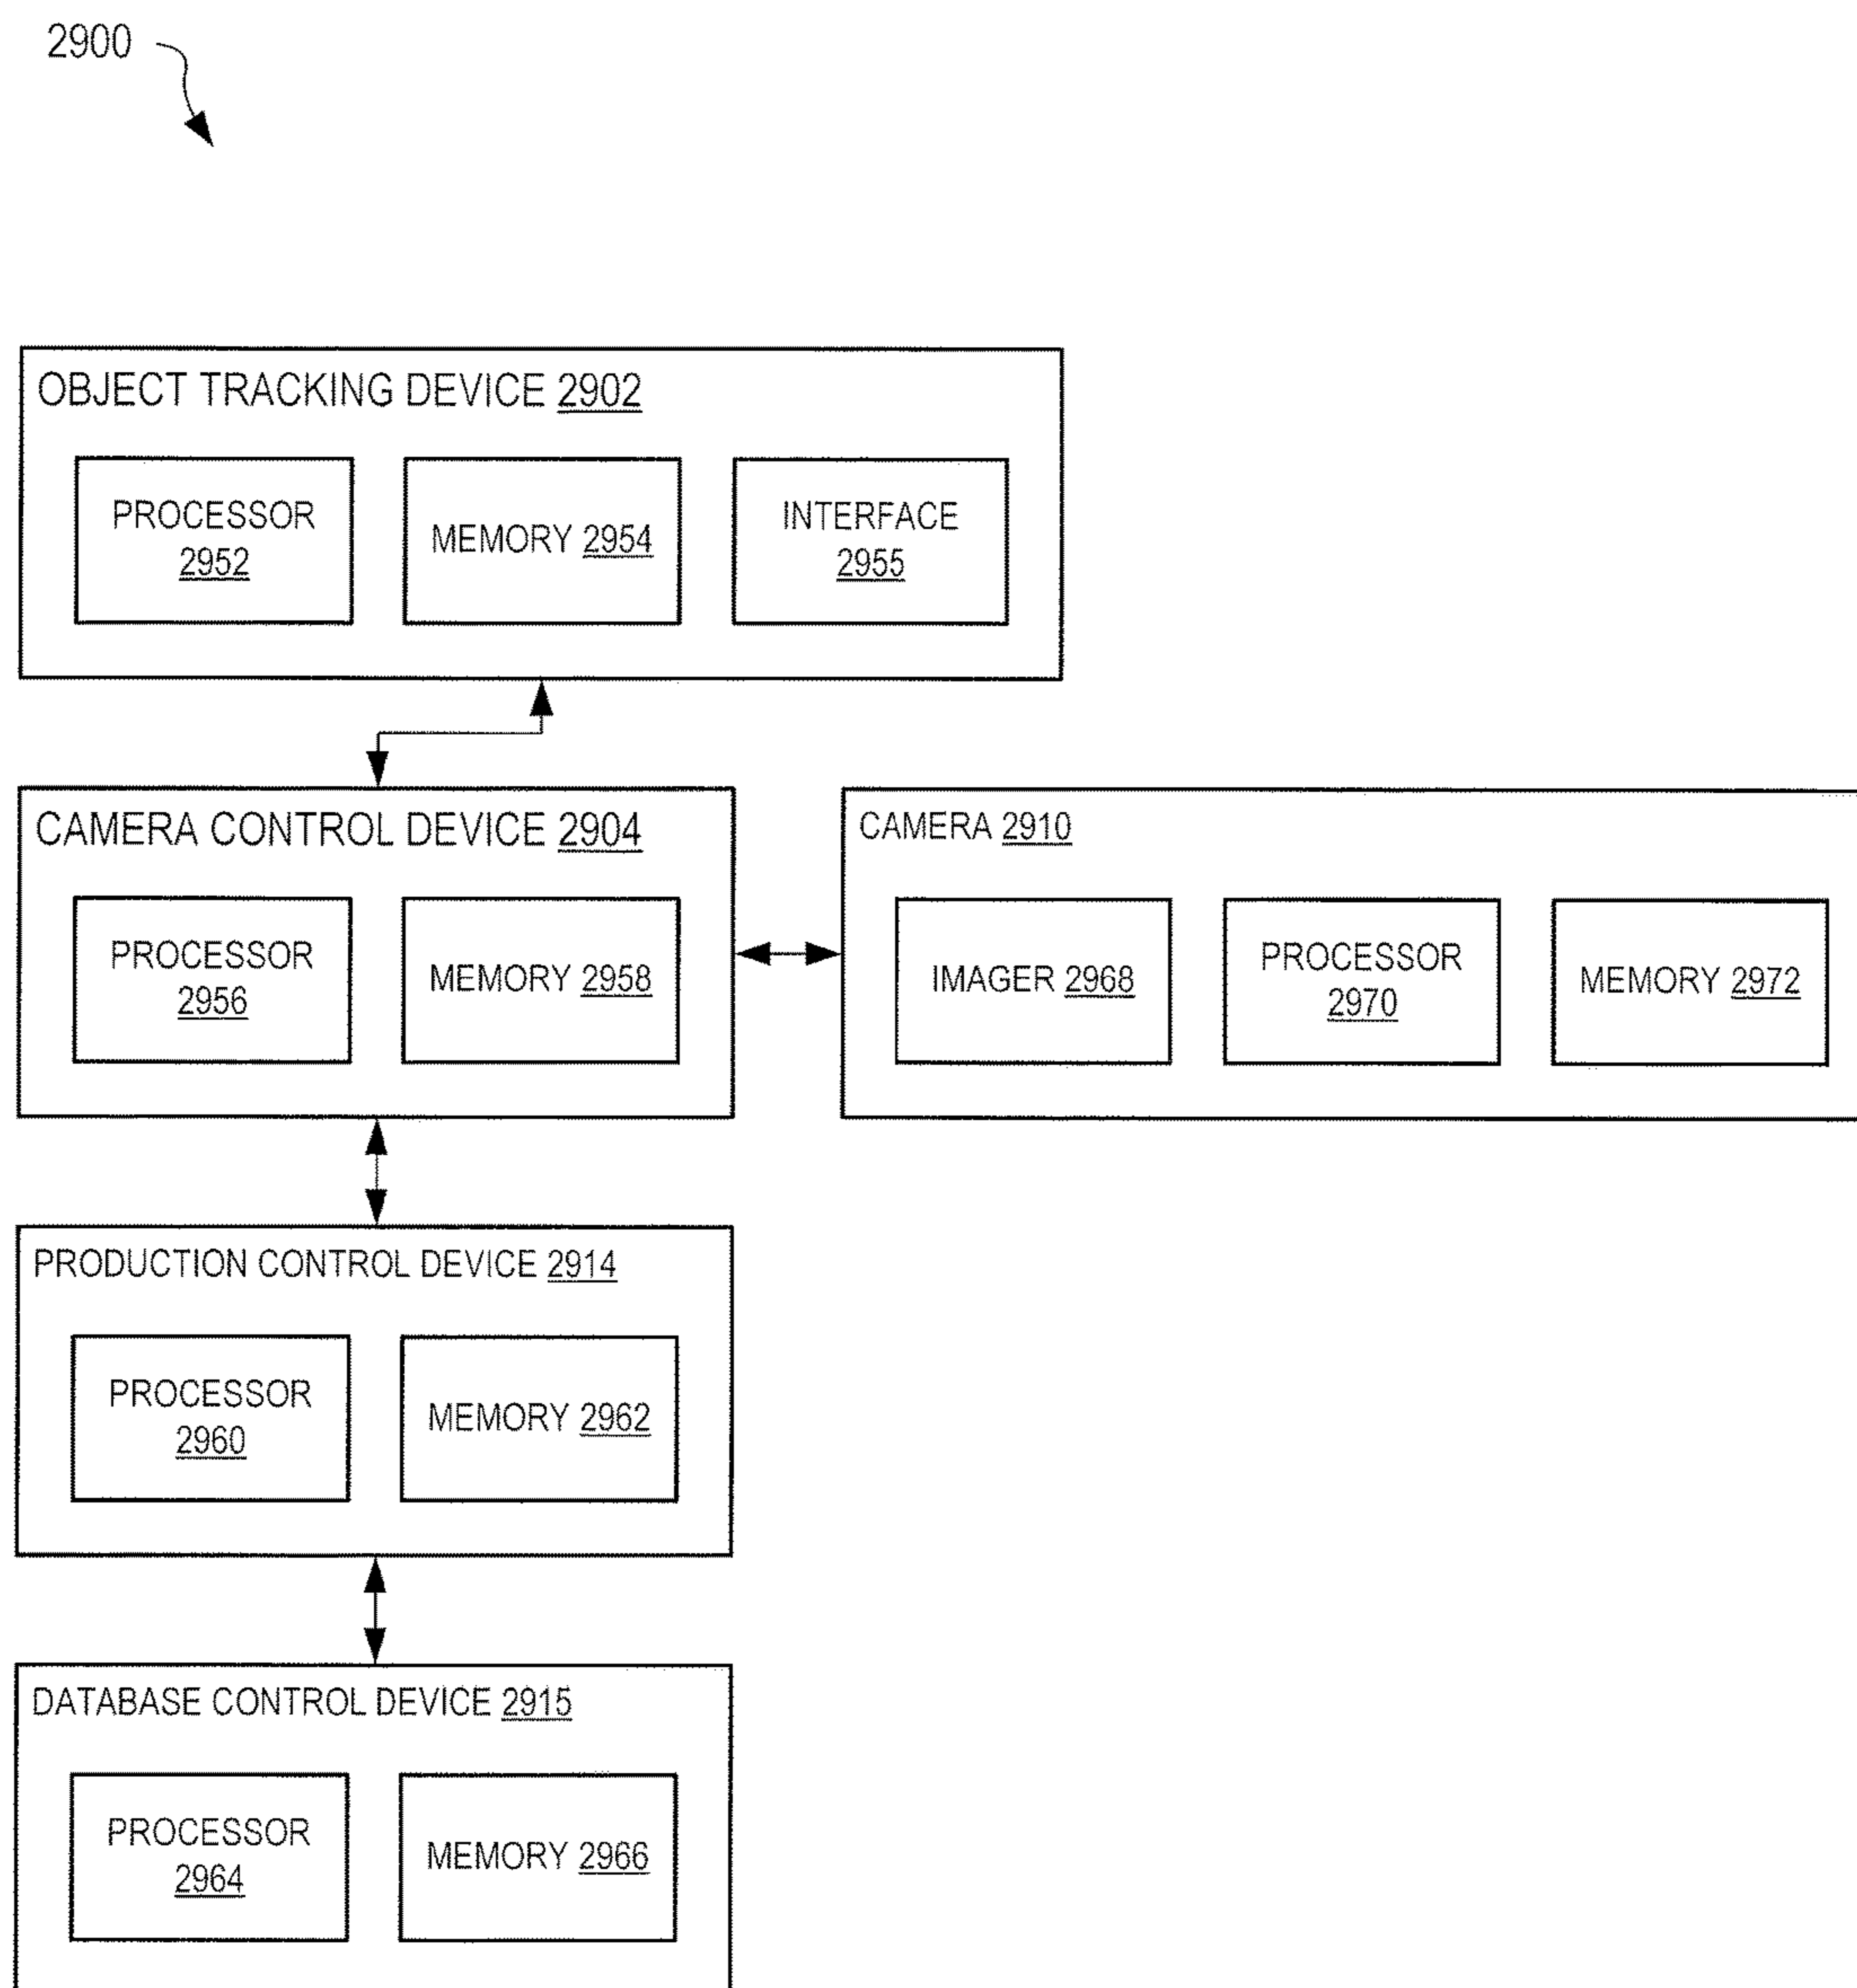 2900
OBJECT TRACKING DEVICE 2902
PROCESSOR
2952
MEMORY 2954
INTERFACE
2955
CAMERA CONTROL DEVICE 2904
PROCESSOR
2956
MEMORY 2958
CAMERA 2910
IMAGER 2968
PROCESSOR
2970
MEMORY 2972
PRODUCTION CONTROL DEVICE 2914
PROCESSOR
2960
MEMORY 2962
DATABASE CONTROL DEVICE 2915
PROCESSOR
2964
MEMORY 2966